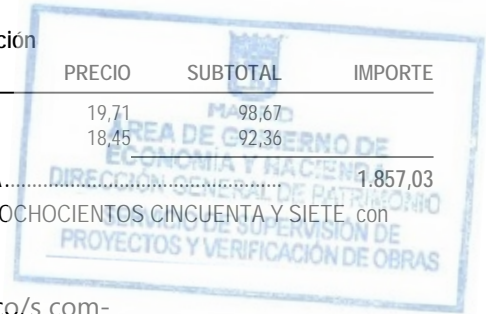 ción
PRECIO SUBTOTAL IMPORTE
19,71 98,67
18,45 92,36
A.................................................... 1.857,03
OCHOCIENTOS CINCUENTA Y SIETE con
co/s com-
MADRID
ÁREA DE GOBIERNO DE
ECONOMÍA Y HACIENDA
DIRECCIÓN GENERAL DE PATRIMONIO
SERVICIO DE SUPERVISIÓN DE
PROYECTOS Y VERIFICACIÓN DE OBRAS